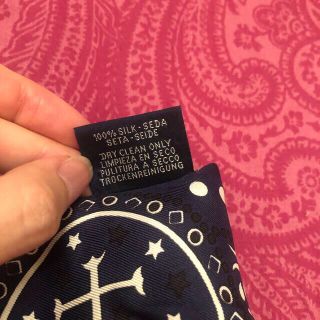 100% SILK - SEDA
SETA - SEIDE
DRY CLEAN ONLY
LIMPIEZA EN SECO
PULITURA A SECCO
TROCKENREINIGUNG